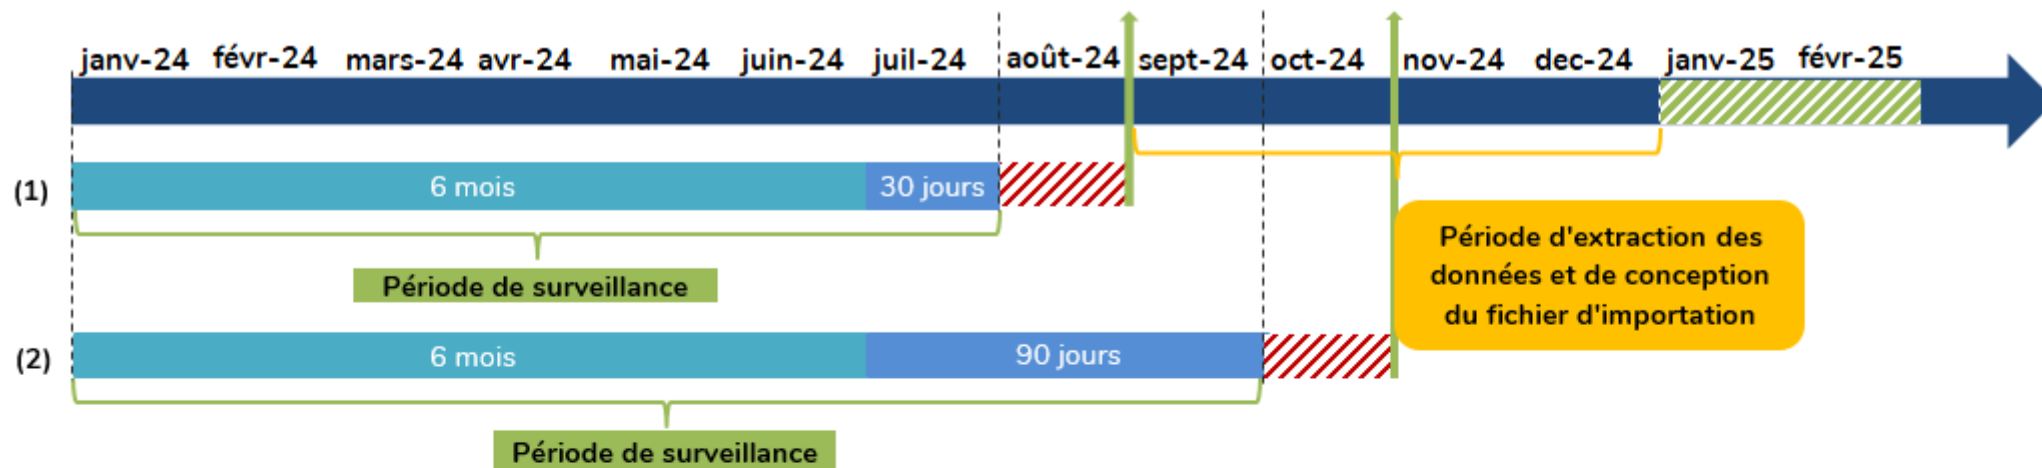 janv-24 févr-24 mars-24 avr-24 mai-24 juin-24 juil-24 août-24 sept-24 oct-24 nov-24 dec-24 janv-25 févr-25
(1) 6 mois 30 jours
Période de surveillance
Période d'extraction des
données et de conception
du fichier d'importation
(2) 6 mois 90 jours
Période de surveillance